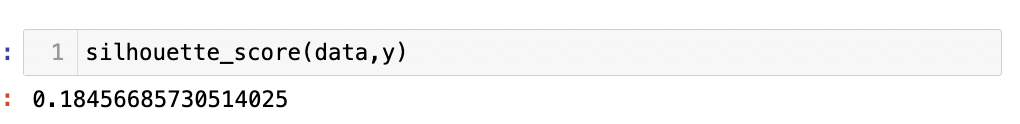 : 1 silhouette_score(data,y)
: 0.18456685730514025